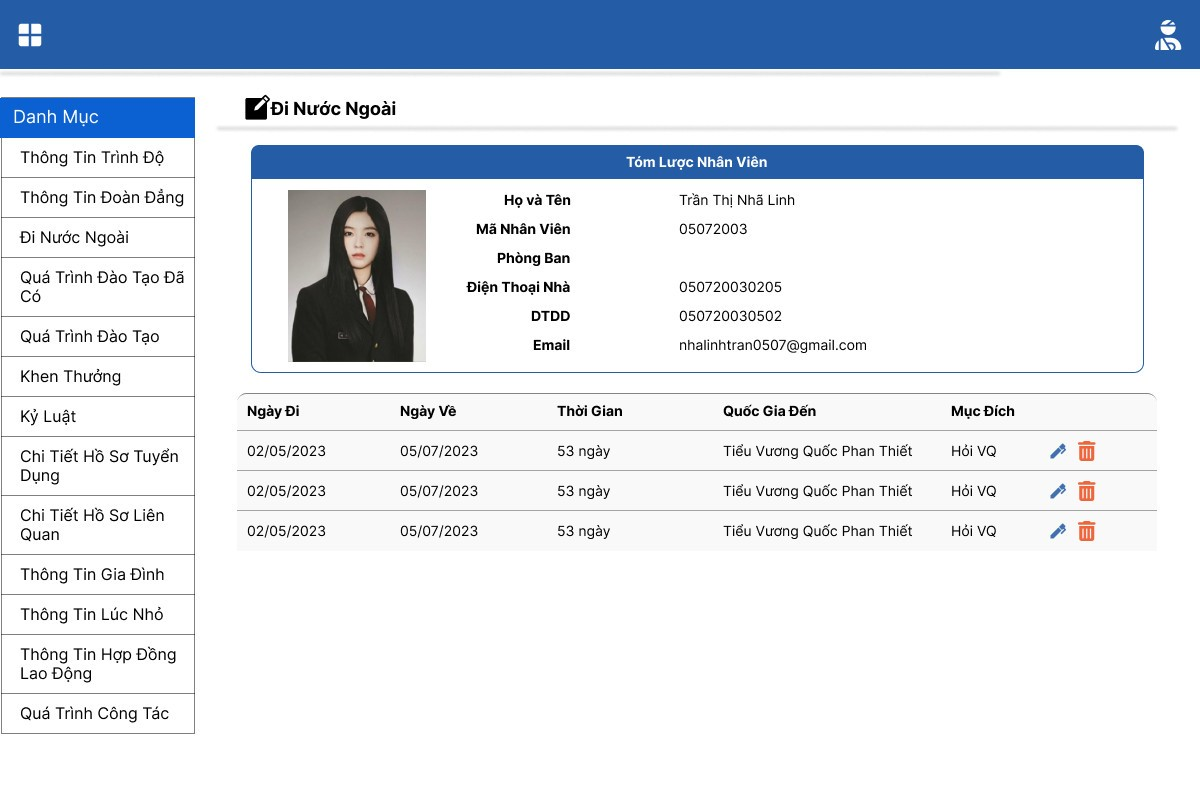 Đi Nước Ngoài
Danh Mục
Thông Tin Trình Độ
Thông Tin Đoàn Đảng
Đi Nước Ngoài
Quá Trình Đào Tạo Đã
Có
Quá Trình Đào Tạo
Khen Thưởng
Kỷ Luật
Chi Tiết Hồ Sơ Tuyển
Dụng
Chi Tiết Hồ Sơ Liên
Quan
Thông Tin Gia Đình
Thông Tin Lúc Nhỏ
Thông Tin Hợp Đồng
Lao Động
Quá Trình Công Tác
Tóm Lược Nhân Viên
Họ và Tên Trần Thị Nhã Linh
Mã Nhân Viên 05072003
Phòng Ban
Điện Thoại Nhà 050720030205
DTDD 050720030502
Email nhalinhtran0507@gmail.com
Ngày Đi Ngày Về Thời Gian Quốc Gia Đến Mục Đích
02/05/2023 05/07/2023 53 ngày Tiểu Vương Quốc Phan Thiết Hỏi VQ
02/05/2023 05/07/2023 53 ngày Tiểu Vương Quốc Phan Thiết Hỏi VQ
02/05/2023 05/07/2023 53 ngày Tiểu Vương Quốc Phan Thiết Hỏi VQ